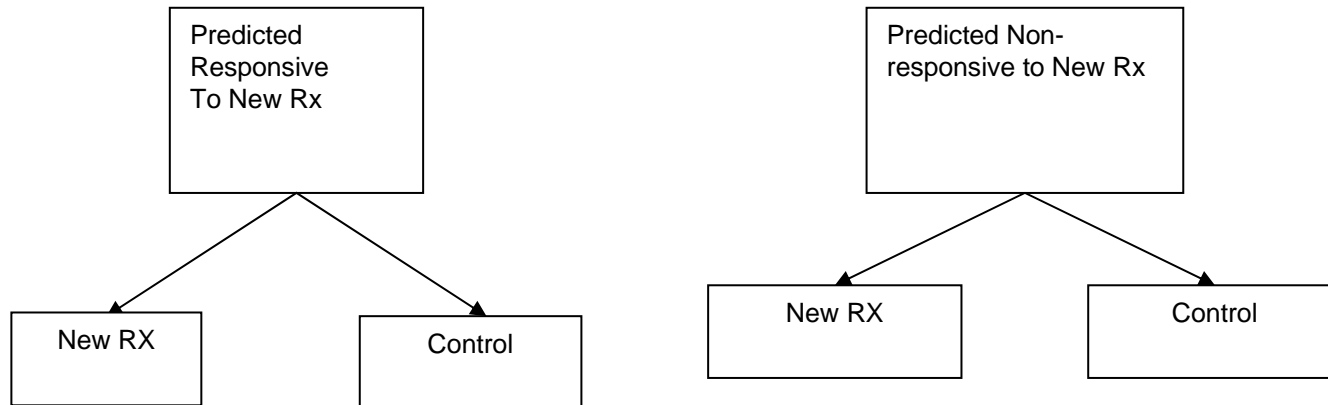 Predicted
Responsive
To New Rx
Predicted Non-
responsive to New Rx
New RX
Control
New RX
Control